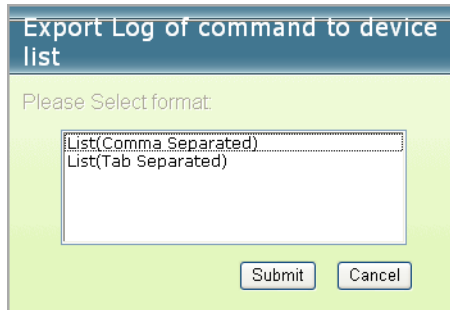 Export Log of command to device
list
Please Select format:
List(Comma Separated)
List(Tab Separated)
Submit Cancel